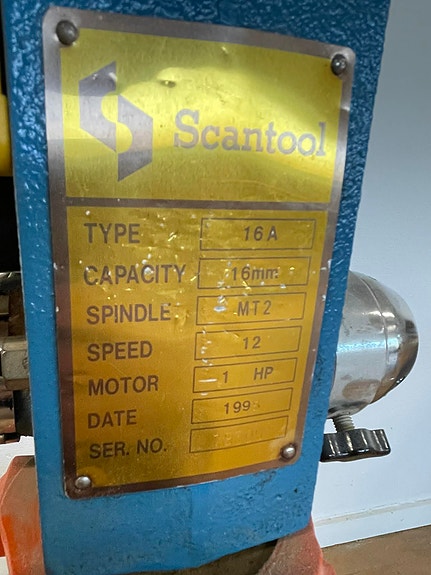 Scantool
TYPE 16A
CAPACITY 16mm
SPINDLE MT2
SPEED 12
MOTOR 1 HP
DATE
SER. NO.